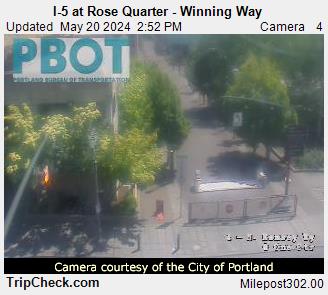 I-5 at Rose Quarter - Winning Way
Updated May 20 2024 2:52 PM Camera 4
PBOT
PORTLAND BUREAU OF TRANSPORTATION
Camera courtesy of the City of Portland
TripCheck.com Milepost302.00